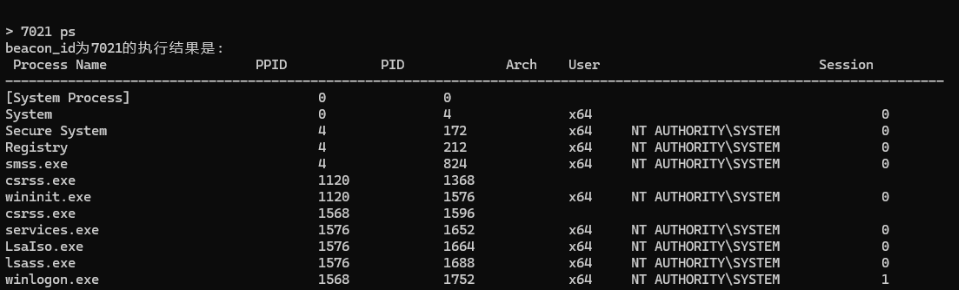 > 7021 ps
beacon_id为7021的执行结果是:
Process Name PPID PID Arch User Session
--------------------------------------------------------------------------------
[System Process] 0 0
System 0 4 x64 0
Secure System 4 172 x64 NT AUTHORITY\SYSTEM 0
Registry 4 212 x64 NT AUTHORITY\SYSTEM 0
smss.exe 4 824 x64 NT AUTHORITY\SYSTEM 0
csrss.exe 1120 1368
wininit.exe 1120 1576 x64 NT AUTHORITY\SYSTEM 0
csrss.exe 1568 1596
services.exe 1576 1652 x64 NT AUTHORITY\SYSTEM 0
LsaIso.exe 1576 1664 x64 NT AUTHORITY\SYSTEM 0
lsass.exe 1576 1688 x64 NT AUTHORITY\SYSTEM 0
winlogon.exe 1568 1752 x64 NT AUTHORITY\SYSTEM 1